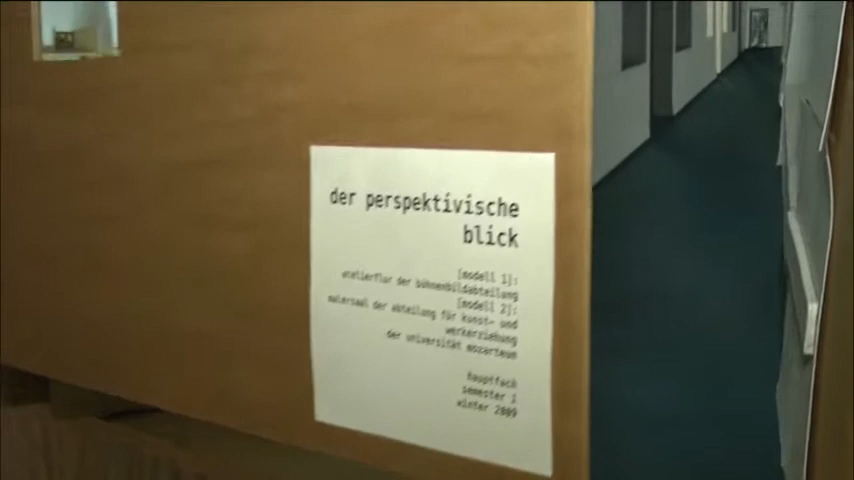 der perspektivische
blick
[modell 1]:
atelierflur der bühnenbildabteilung
[modell 2]:
malersaal der abteilung für kunst- und
werkerziehung
der universität mozarteum
hauptfach
semester 1
winter 2009